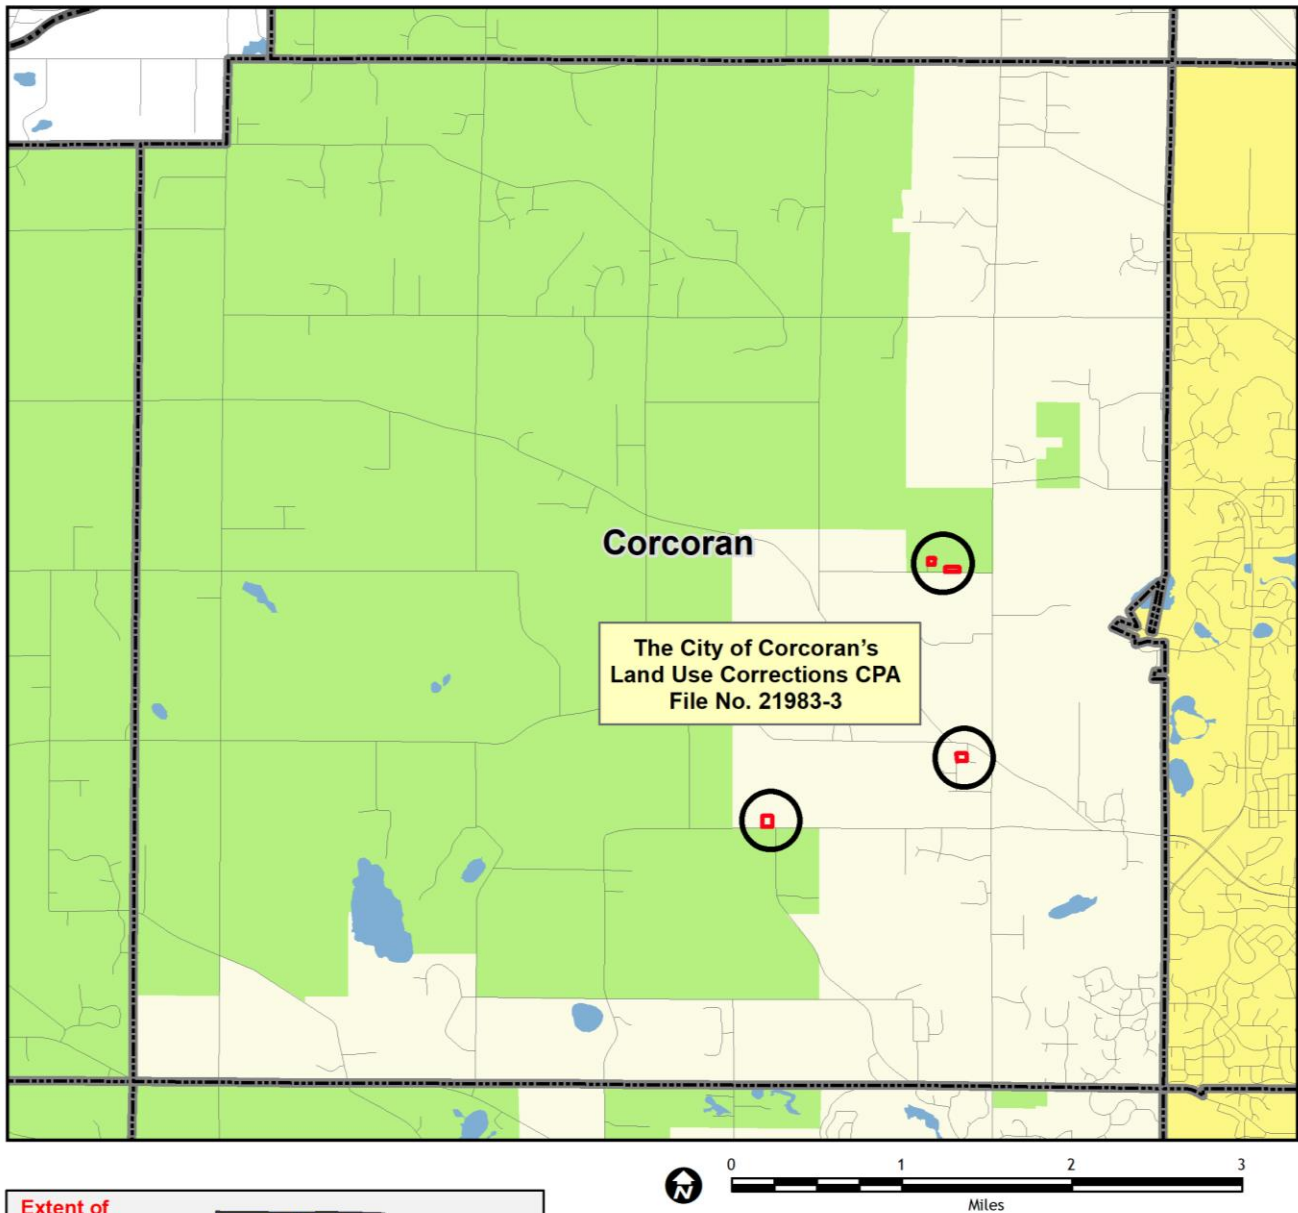 Corcoran
The City of Corcoran’s
Land Use Corrections CPA
File No. 21983-3
N
0 1 2 3
Miles
Extent of